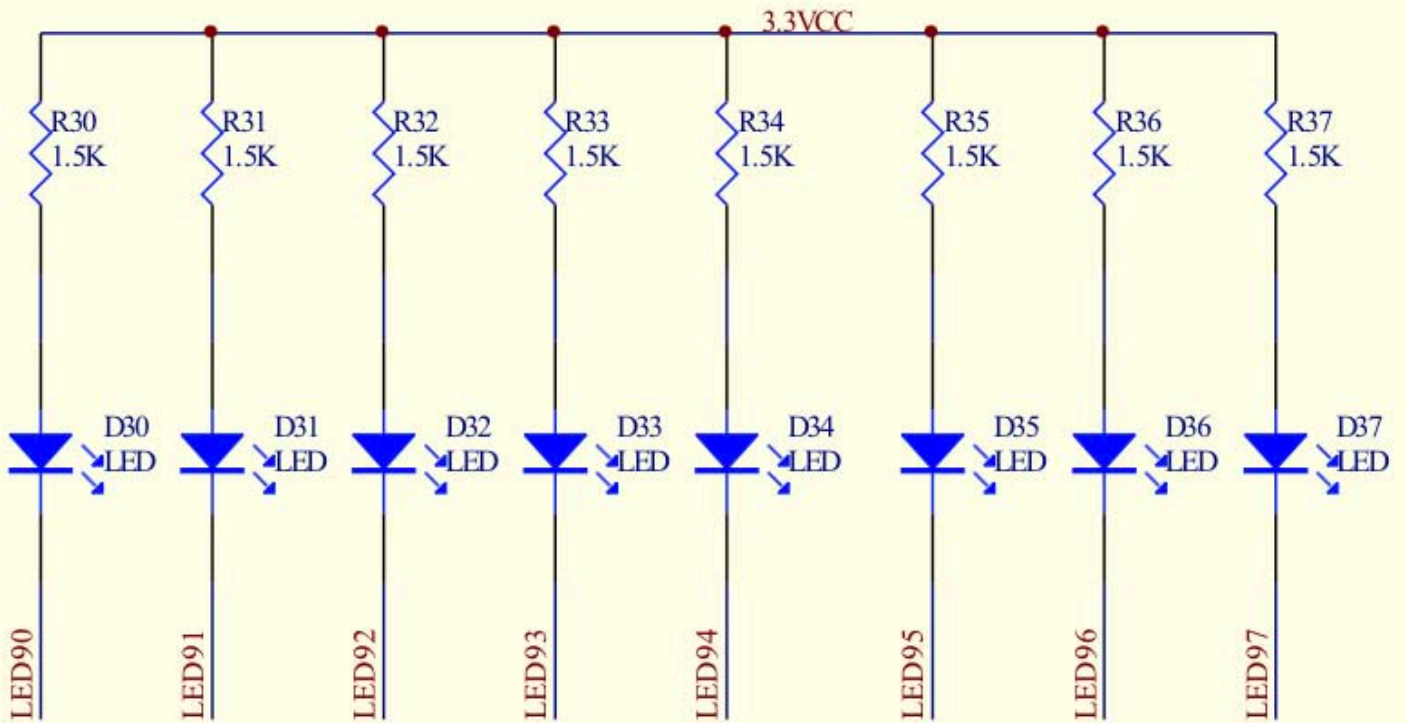 3.3VCC
R30 R31 R32 R33 R34 R35 R36 R37
1.5K 1.5K 1.5K 1.5K 1.5K 1.5K 1.5K 1.5K
D30 D31 D32 D33 D34 D35 D36 D37
LED LED LED LED LED LED LED LED
LED90 LED91 LED92 LED93 LED94 LED95 LED96 LED97